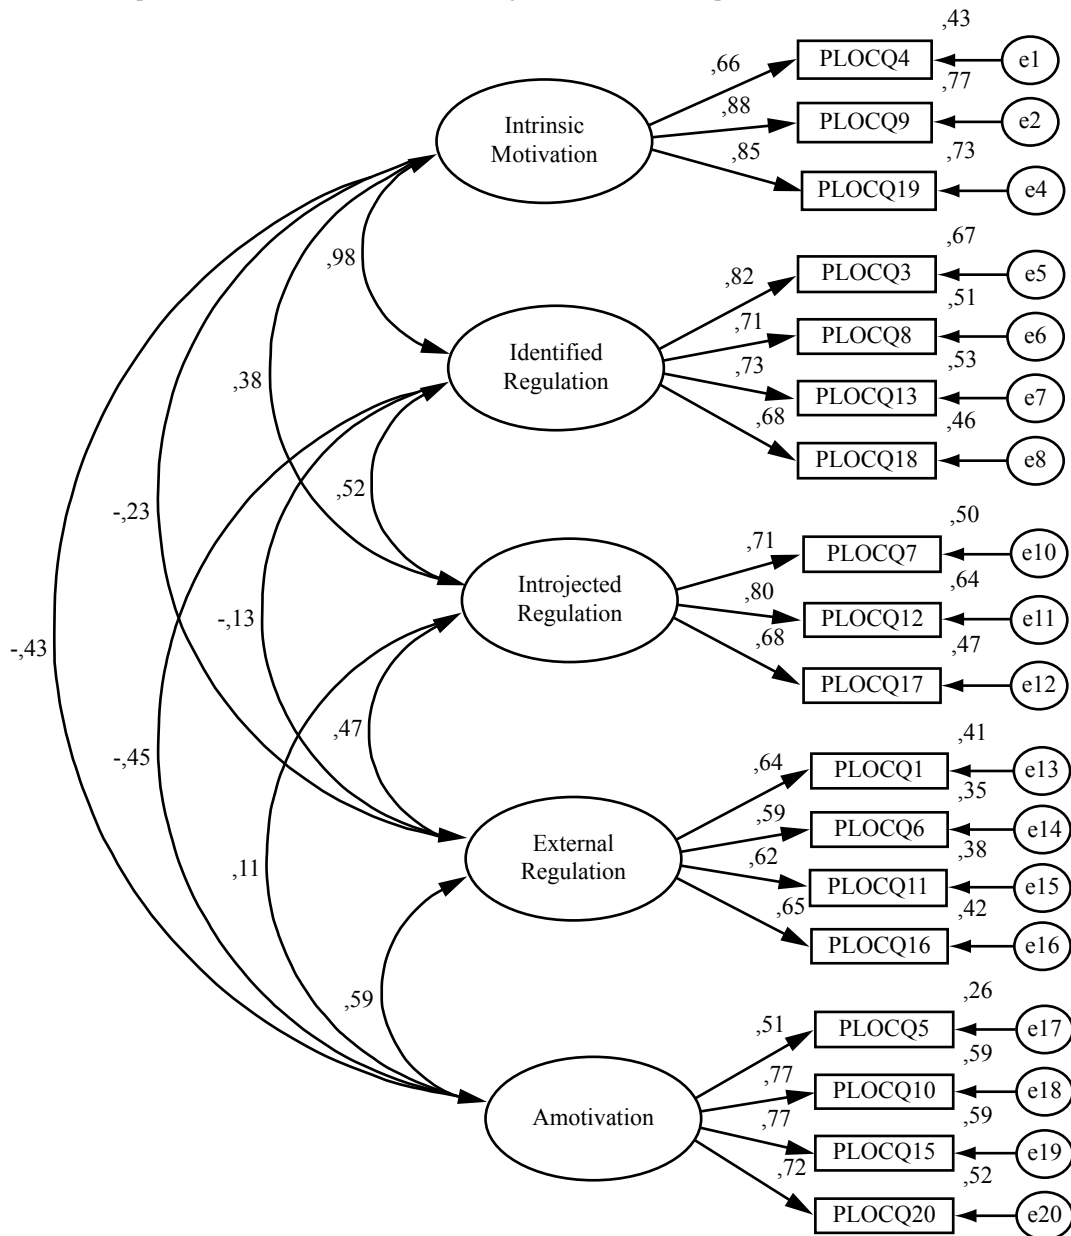 ,43
,66
PLOCQ4
e1
,77
,88
PLOCQ9
e2
Intrinsic
Motivation
,85
,73
PLOCQ19
e4
,98
,67
,82
PLOCQ3
e5
,51
,71
PLOCQ8
e6
Identified
Regulation
,73
,53
PLOCQ13
e7
,38
,68
,46
PLOCQ18
e8
,52
-,23
,50
,71
PLOCQ7
e10
,64
,80
PLOCQ12
e11
Introjected
Regulation
-,13
,68
,47
PLOCQ17
e12
-,43
,47
-,45
,41
,64
PLOCQ1
e13
,35
,59
PLOCQ6
e14
External
Regulation
,62
,38
PLOCQ11
e15
,11
,65
,42
PLOCQ16
e16
,59
,26
,51
PLOCQ5
e17
,59
,77
PLOCQ10
e18
Amotivation
,77
,59
PLOCQ15
e19
,72
,52
PLOCQ20
e20